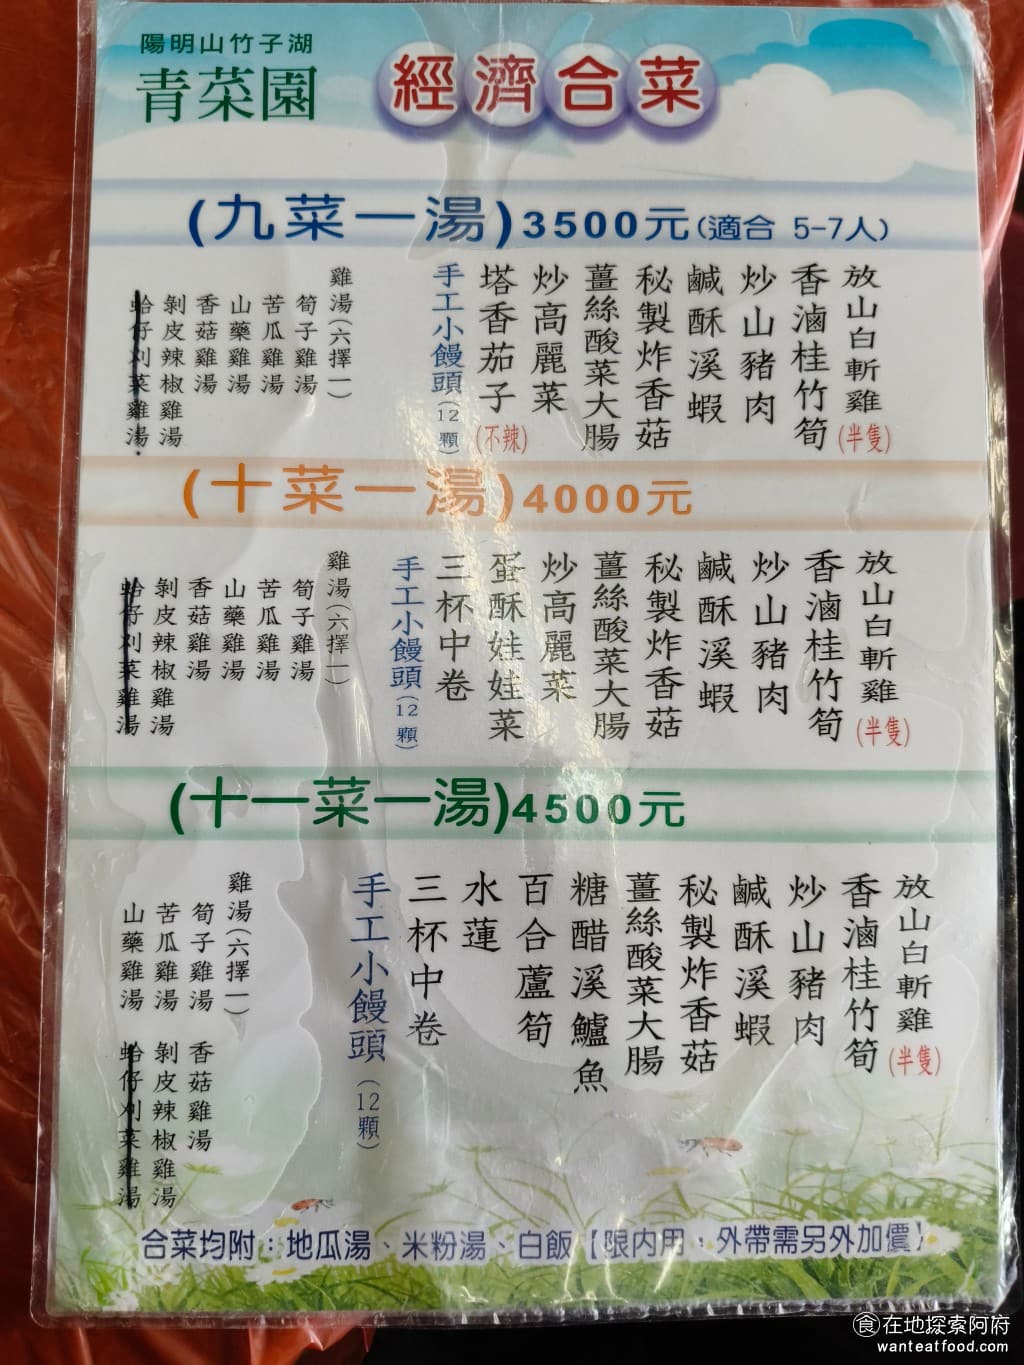 陽明山竹子湖
青菜園
經濟合菜
(九菜一湯)3500元(適合 5-7人)
放山白斬雞(半隻)
香滷桂竹筍
炒山豬肉
鹹酥溪蝦
秘製炸香菇
薑絲酸菜大腸
炒高麗菜
塔香茄子(不辣)
手工小饅頭(12顆)
雞湯(六擇一)
筍子雞湯
苦瓜雞湯
山藥雞湯
香菇雞湯
剝皮辣椒雞湯
蛤仔刈菜雞湯
(十菜一湯)4000元
放山白斬雞(半隻)
香滷桂竹筍
炒山豬肉
鹹酥溪蝦
秘製炸香菇
薑絲酸菜大腸
炒高麗菜
蛋酥娃娃菜
三杯中卷
手工小饅頭(12顆)
雞湯(六擇一)
筍子雞湯
苦瓜雞湯
山藥雞湯
香菇雞湯
剝皮辣椒雞湯
蛤仔刈菜雞湯
(十一菜一湯)4500元
放山白斬雞(半隻)
香滷桂竹筍
炒山豬肉
鹹酥溪蝦
秘製炸香菇
薑絲酸菜大腸
糖醋溪鱸魚
百合蘆筍
水蓮
三杯中卷
手工小饅頭(12顆)
雞湯(六擇一)
筍子雞湯
苦瓜雞湯
山藥雞湯
香菇雞湯
剝皮辣椒雞湯
蛤仔刈菜雞湯
合菜均附：地瓜湯、米粉湯、白飯【限內用，外帶需另外加價】
食在地探索阿府
wanteatfood.com